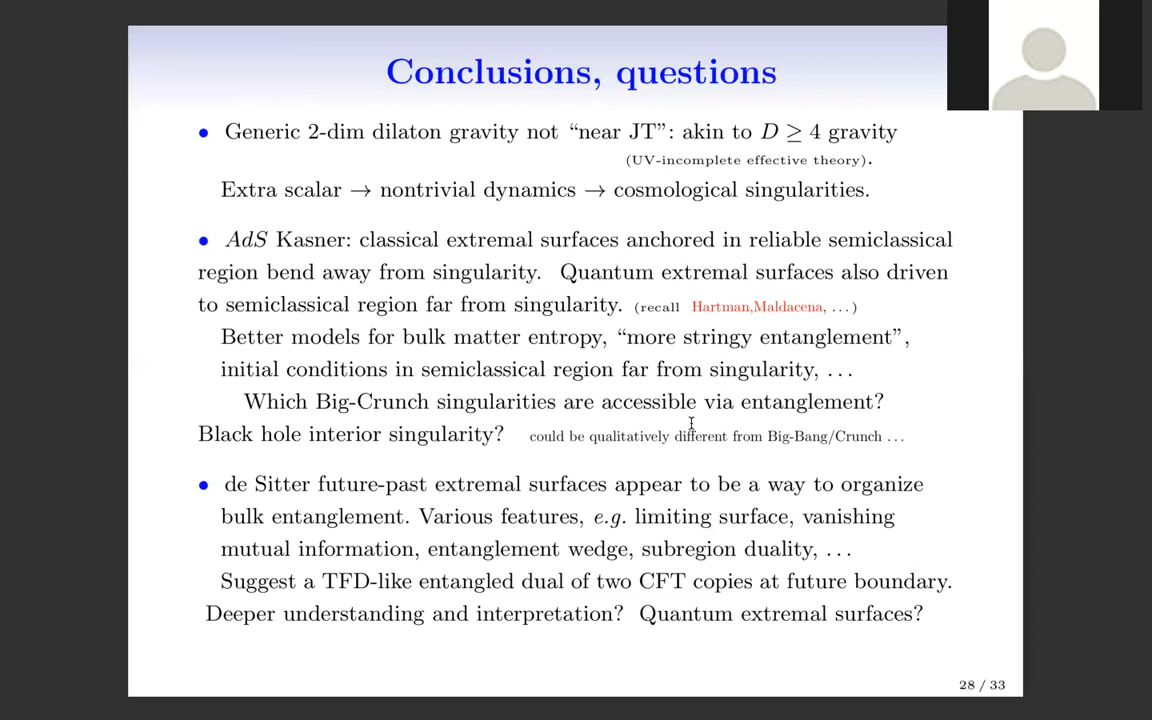 Conclusions, questions
• Generic 2-dim dilaton gravity not “near JT”: akin to D ≥ 4 gravity
(UV-incomplete effective theory).
Extra scalar → nontrivial dynamics → cosmological singularities.
• AdS Kasner: classical extremal surfaces anchored in reliable semiclassical
region bend away from singularity. Quantum extremal surfaces also driven
to semiclassical region far from singularity. (recall Hartman,Maldacena, ...)
Better models for bulk matter entropy, “more stringy entanglement”,
initial conditions in semiclassical region far from singularity, ...
Which Big-Crunch singularities are accessible via entanglement?
Black hole interior singularity? could be qualitatively different from Big-Bang/Crunch ...
• de Sitter future-past extremal surfaces appear to be a way to organize
bulk entanglement. Various features, e.g. limiting surface, vanishing
mutual information, entanglement wedge, subregion duality, ...
Suggest a TFD-like entangled dual of two CFT copies at future boundary.
Deeper understanding and interpretation? Quantum extremal surfaces?
28 / 33